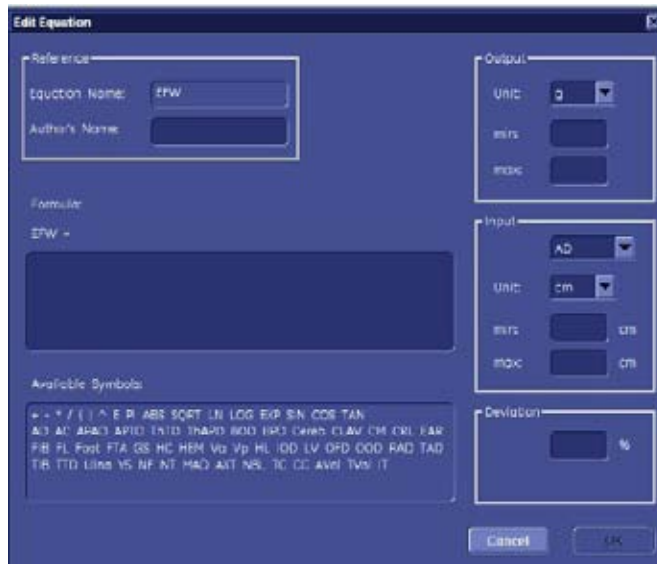 Edit Equation
Reference
Equation Name: EFW
Author's Name:
Formula:
EFW =
Available Symbols:
+ - * / ( ) ^ E PI ABS SQRT LN LOG EXP SIN COS TAN
AD AC APAD APTD ThTD ThAPD BOD BPD Cereb CLAV CM CRL EAR
FIB FL Foot FTA GS HC HEM Va Vp HL IOD LV OFD OOD RAD TAD
TIB TTD Ulna YS NF NT MAD AXT NBL TC CC AVol TVol IT
Output
Unit: g
min:
max:
Input
AD
Unit: cm
min: cm
max: cm
Deviation
%
Cancel
OK